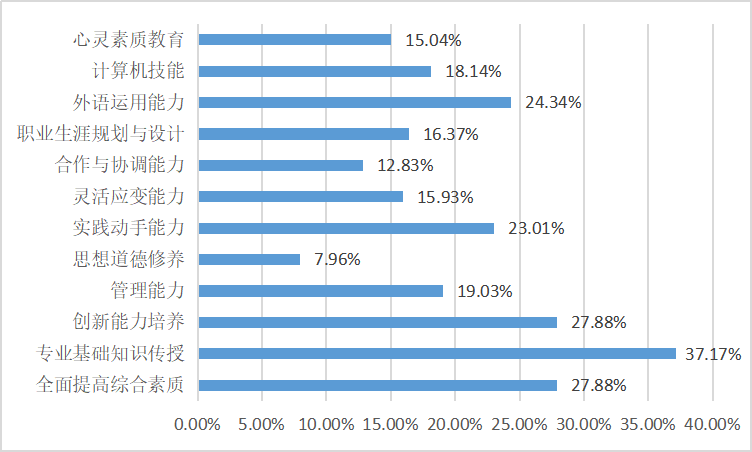 心灵素质教育 15.04%
计算机技能 18.14%
外语运用能力 24.34%
职业生涯规划与设计 16.37%
合作与协调能力 12.83%
灵活应变能力 15.93%
实践动手能力 23.01%
思想道德修养 7.96%
管理能力 19.03%
创新能力培养 27.88%
专业基础知识传授 37.17%
全面提高综合素质 27.88%
0.00% 5.00% 10.00% 15.00% 20.00% 25.00% 30.00% 35.00% 40.00%